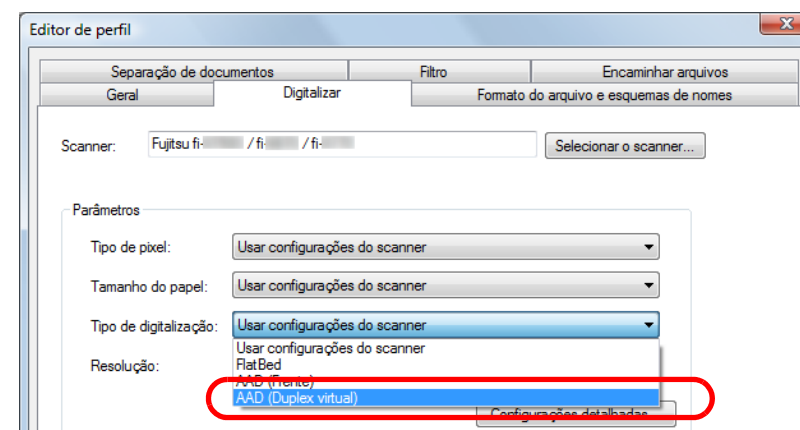 Editor de perfil
Separação de documentos Filtro Encaminhar arquivos
Geral Digitalizar Formato do arquivo e esquemas de nomes
Scanner: Fujitsu fi- / fi- / fi- Selecionar o scanner...
Parâmetros
Tipo de pixel: Usar configurações do scanner
Tamanho do papel: Usar configurações do scanner
Tipo de digitalização: Usar configurações do scanner
Usar configurações do scanner
Resolução: FlatBed
AAD (Frente)
AAD (Duplex virtual)
Configurações detalhadas...